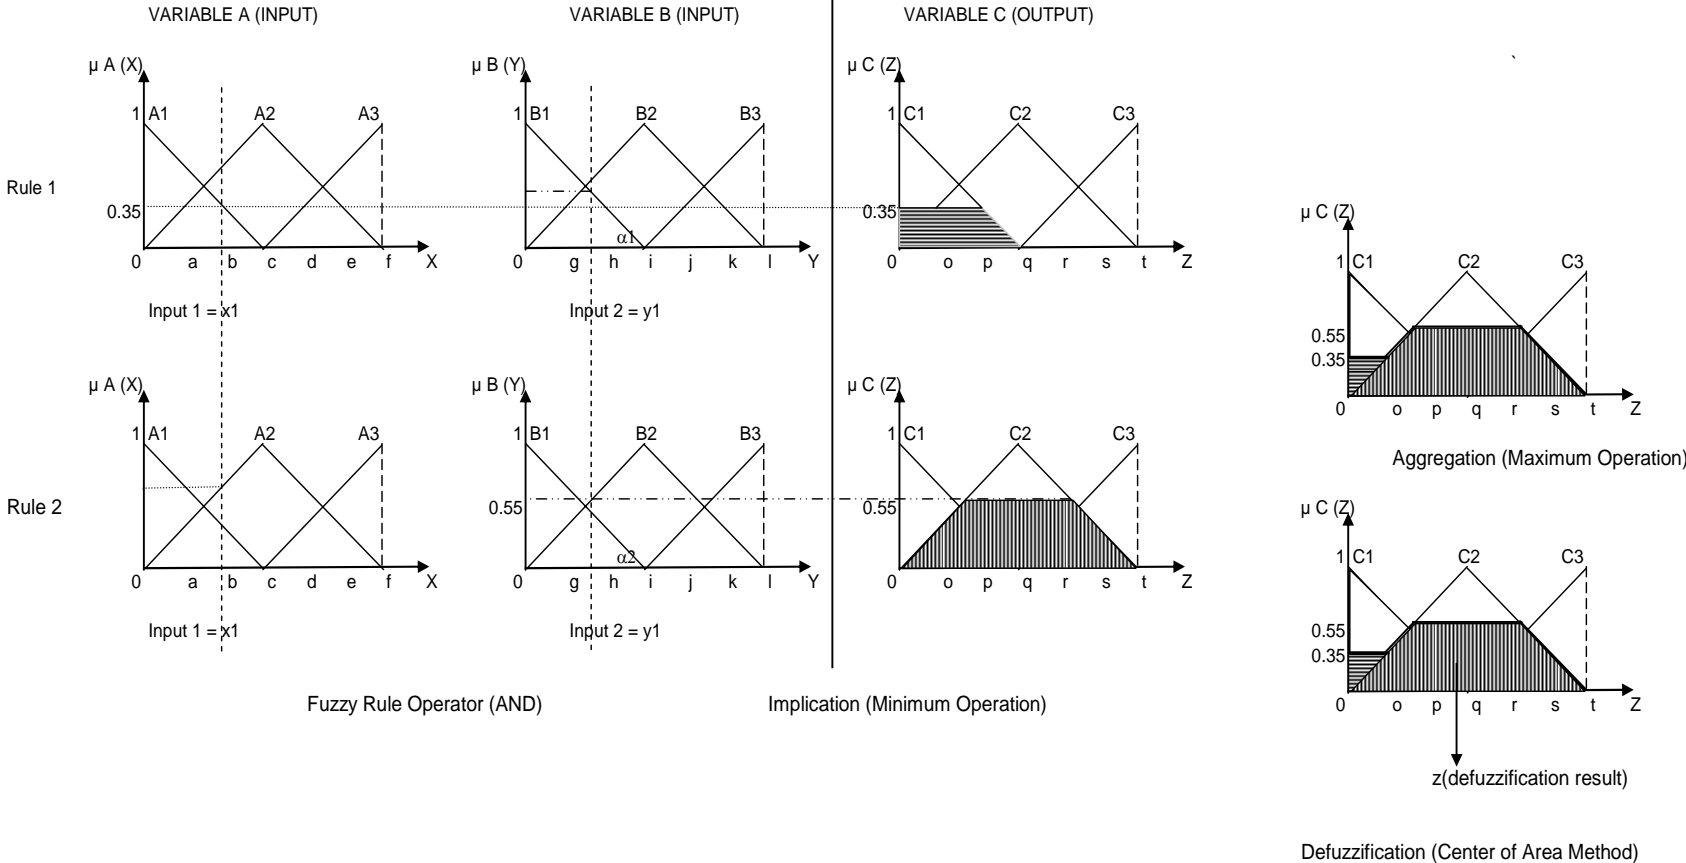 VARIABLE A (INPUT) VARIABLE B (INPUT) VARIABLE C (OUTPUT)
µ A (X) µ B (Y) µ C (Z) `
1 A1 A2 A3 1 B1 B2 B3 1 C1 C2 C3
Rule 1
0.35 0.35
α1
0 a b c d e f X 0 g h i j k l Y 0 o p q r s t Z
Input 1 = x1 Input 2 = y1
µ C (Z)
1 C1 C2 C3
0.55
0.35
0 o p q r s t Z
Aggregation (Maximum Operation)
µ A (X) µ B (Y) µ C (Z)
1 A1 A2 A3 1 B1 B2 B3 1 C1 C2 C3
Rule 2
0.55 0.55
α2
0 a b c d e f X 0 g h i j k l Y 0 o p q r s t Z
Input 1 = x1 Input 2 = y1
Fuzzy Rule Operator (AND) Implication (Minimum Operation)
µ C (Z)
1 C1 C2 C3
0.55
0.35
0 o p q r s t Z
z(defuzzification result)
Defuzzification (Center of Area Method)